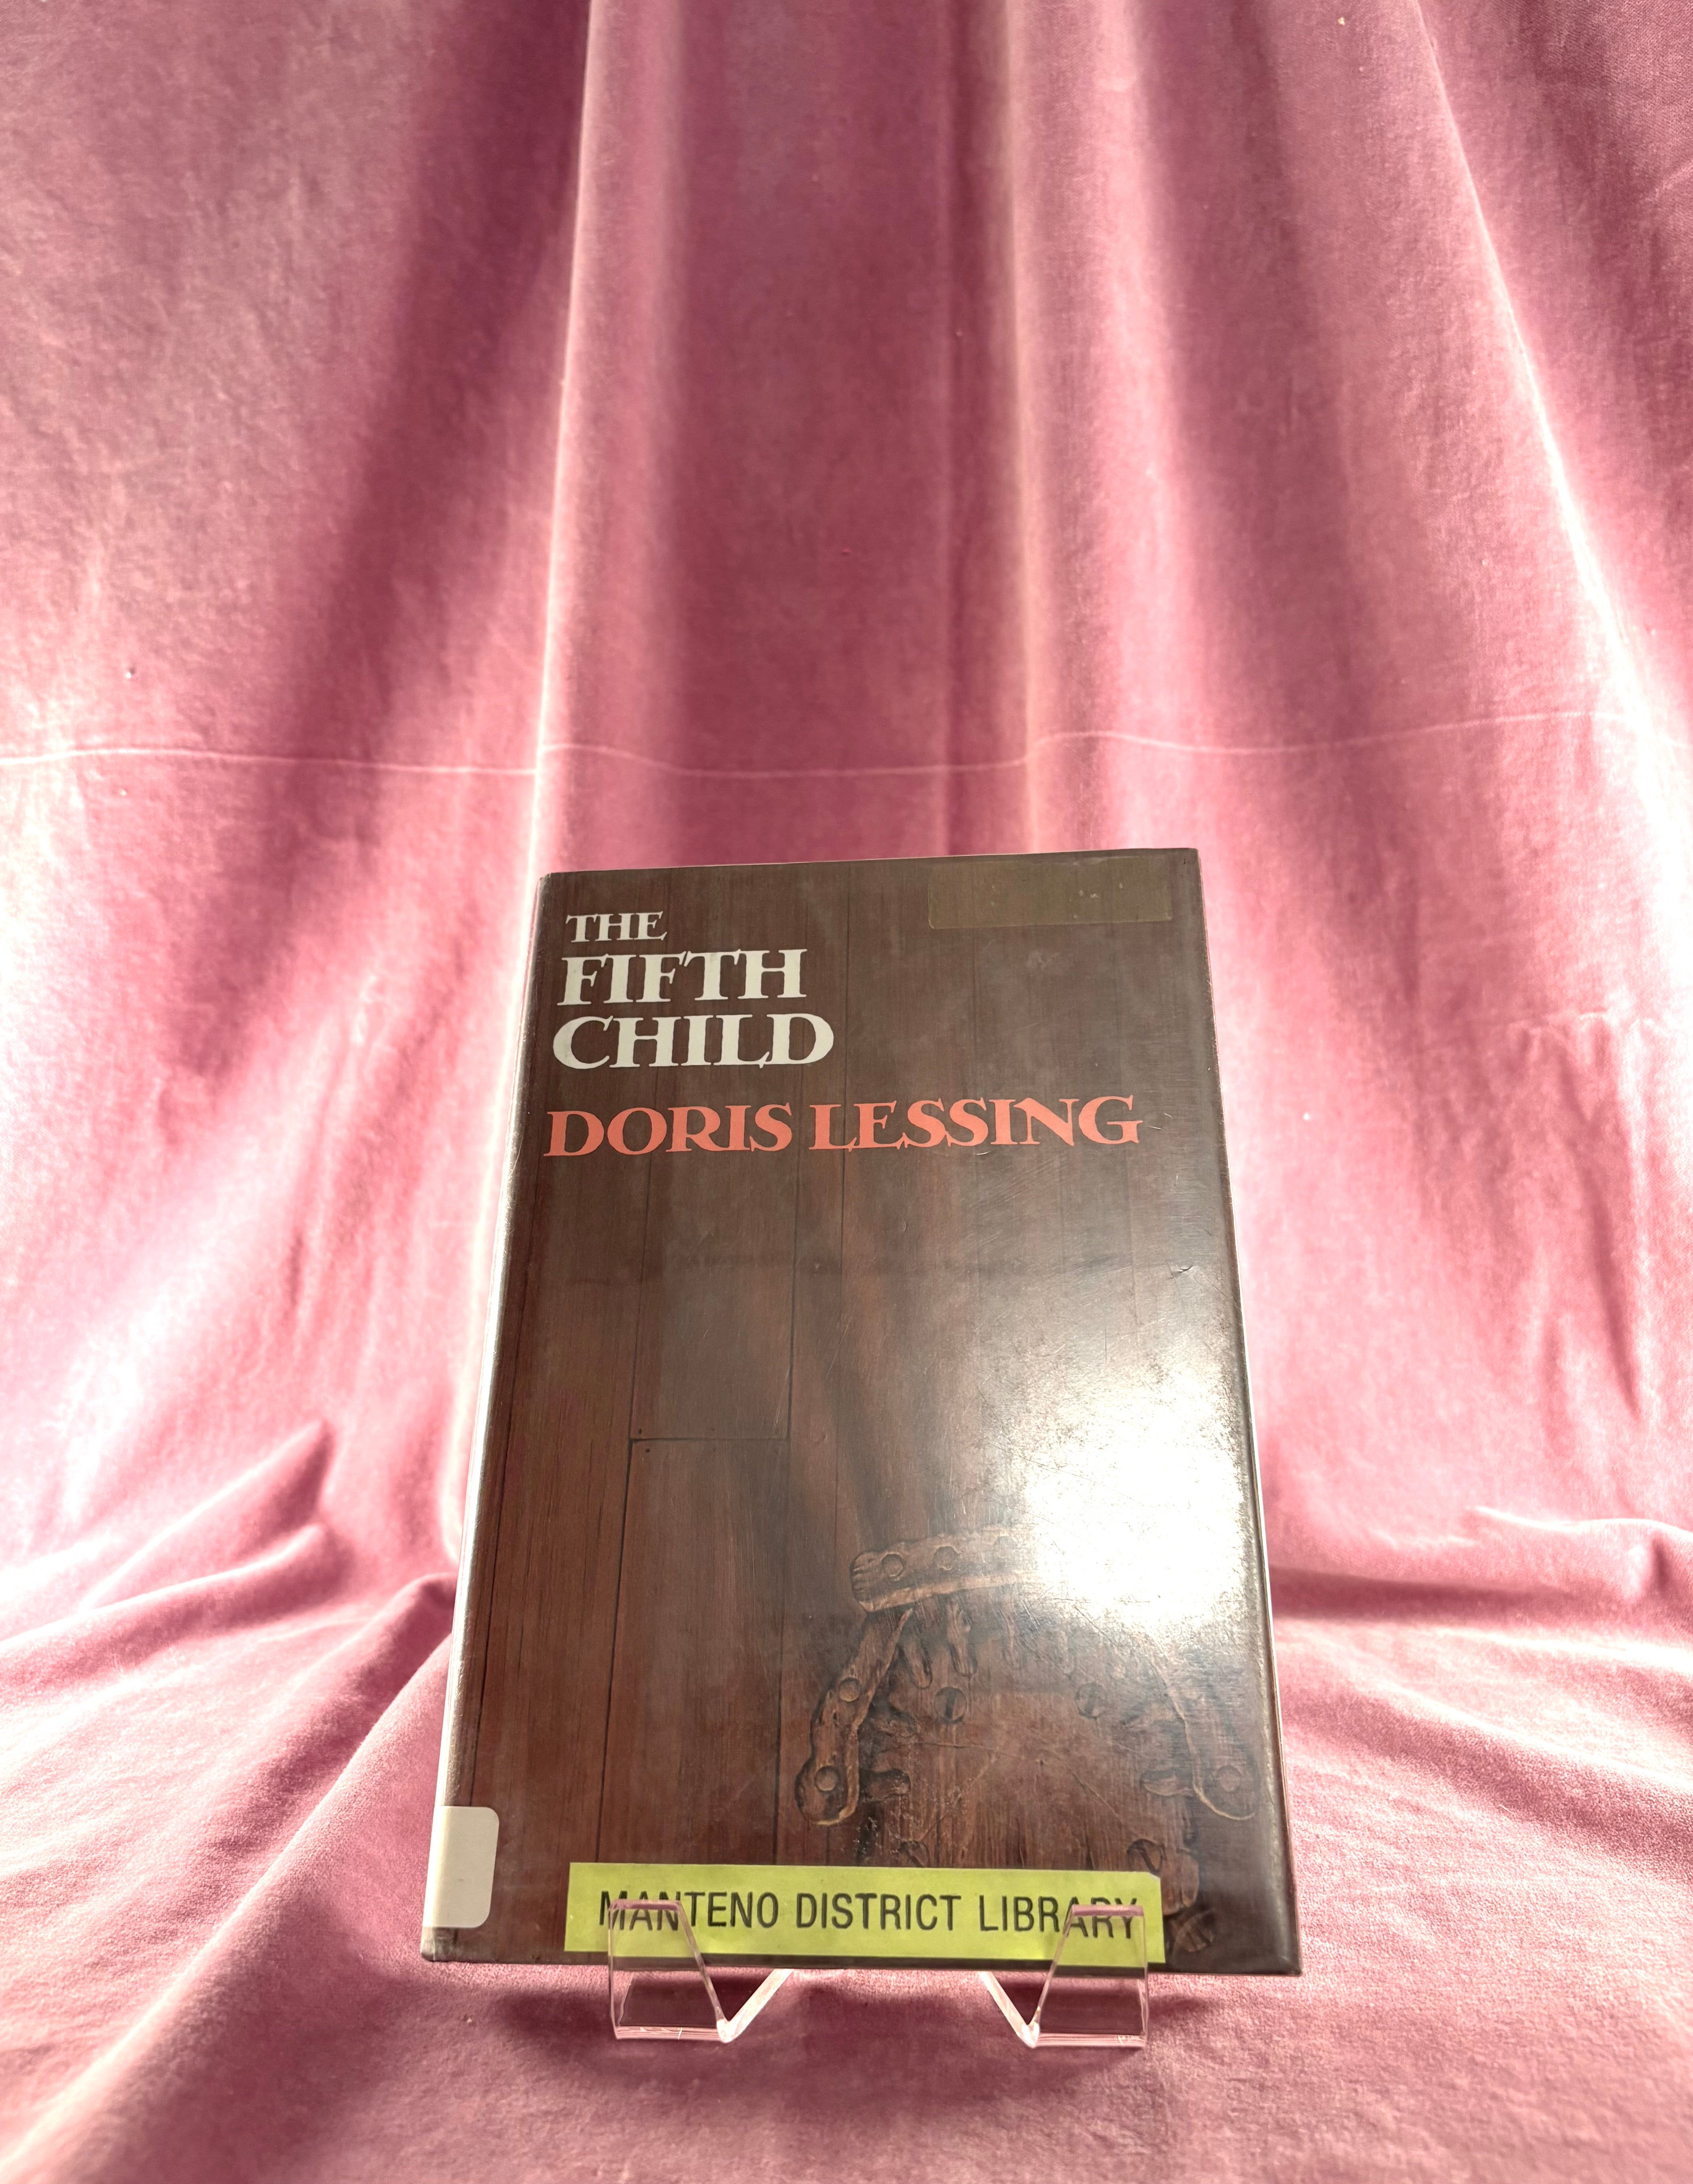 THE
FIFTH
CHILD
DORIS LESSING
MANTENO DISTRICT LIBRARY